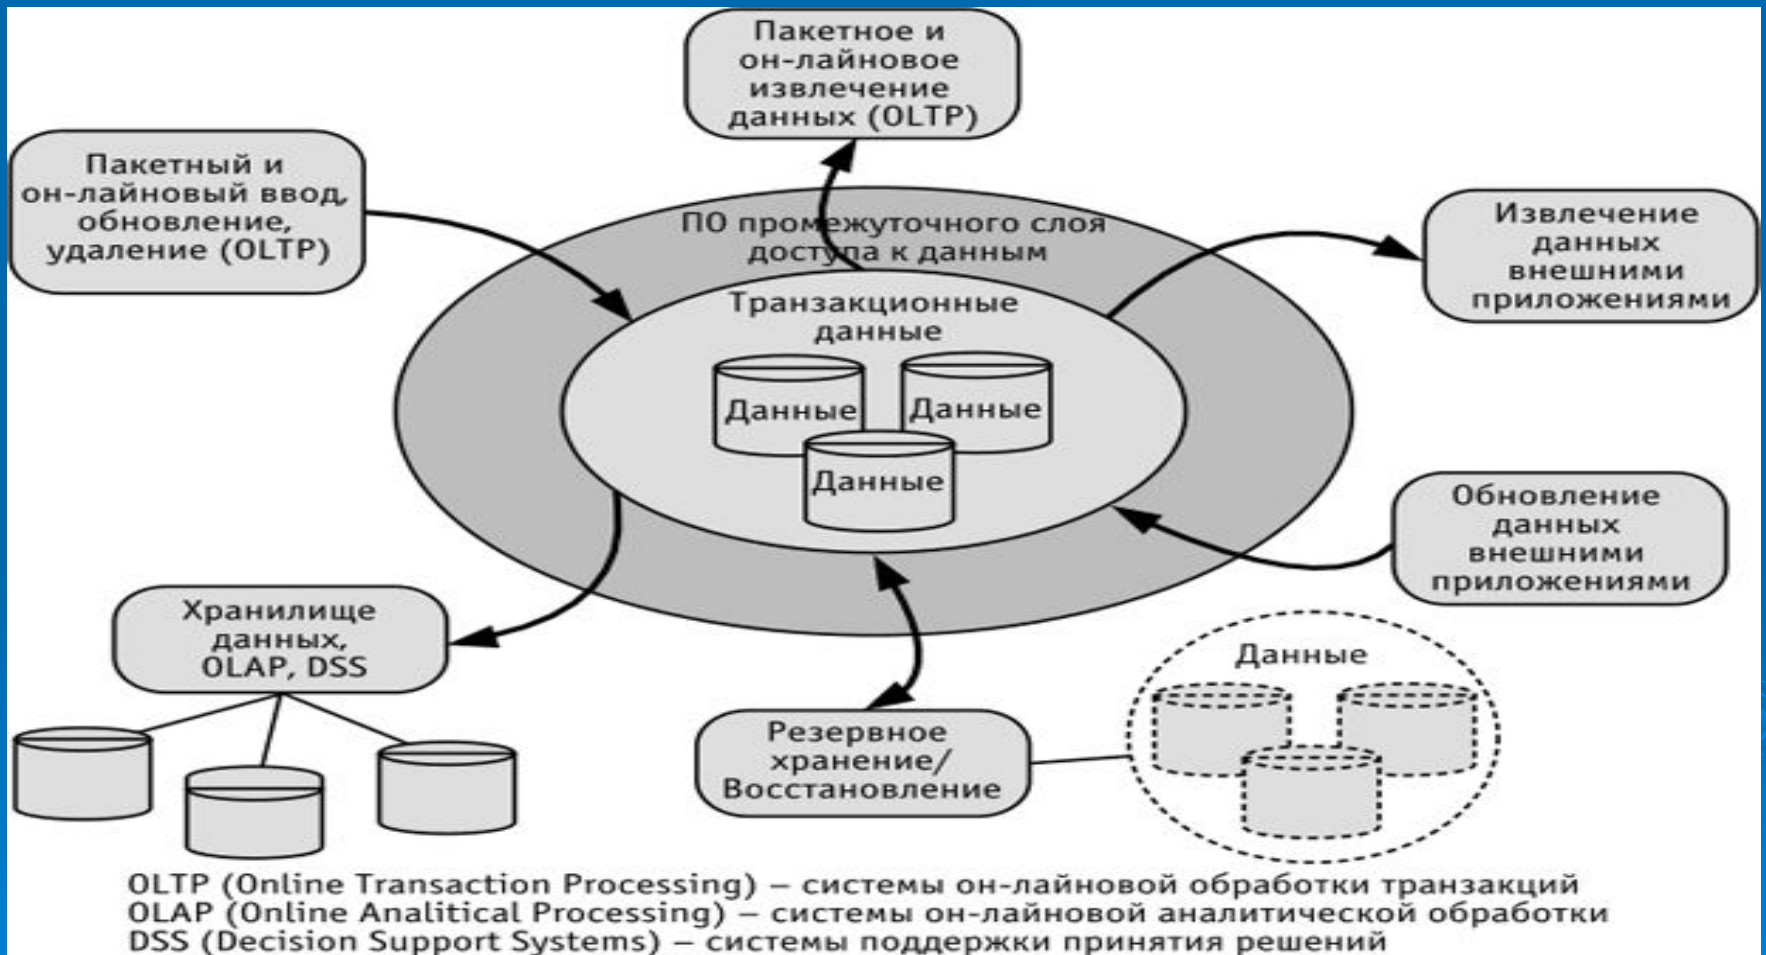 Пакетное и
он-лайновое
извлечение
данных (OLTP)
Пакетный и
он-лайновый ввод,
обновление,
удаление (OLTP)
ПО промежуточного слоя
доступа к данным
Извлечение
данных
внешними
приложениями
Транзакционные
данные
Данные
Данные
Данные
Обновление
данных
внешними
приложениями
Хранилище
данных,
OLAP, DSS
Резервное
хранение/
Восстановление
Данные
OLTP (Online Transaction Processing) – системы он-лайновой обработки транзакций
OLAP (Online Analitical Processing) – системы он-лайновой аналитической обработки
DSS (Decision Support Systems) – системы поддержки принятия решений